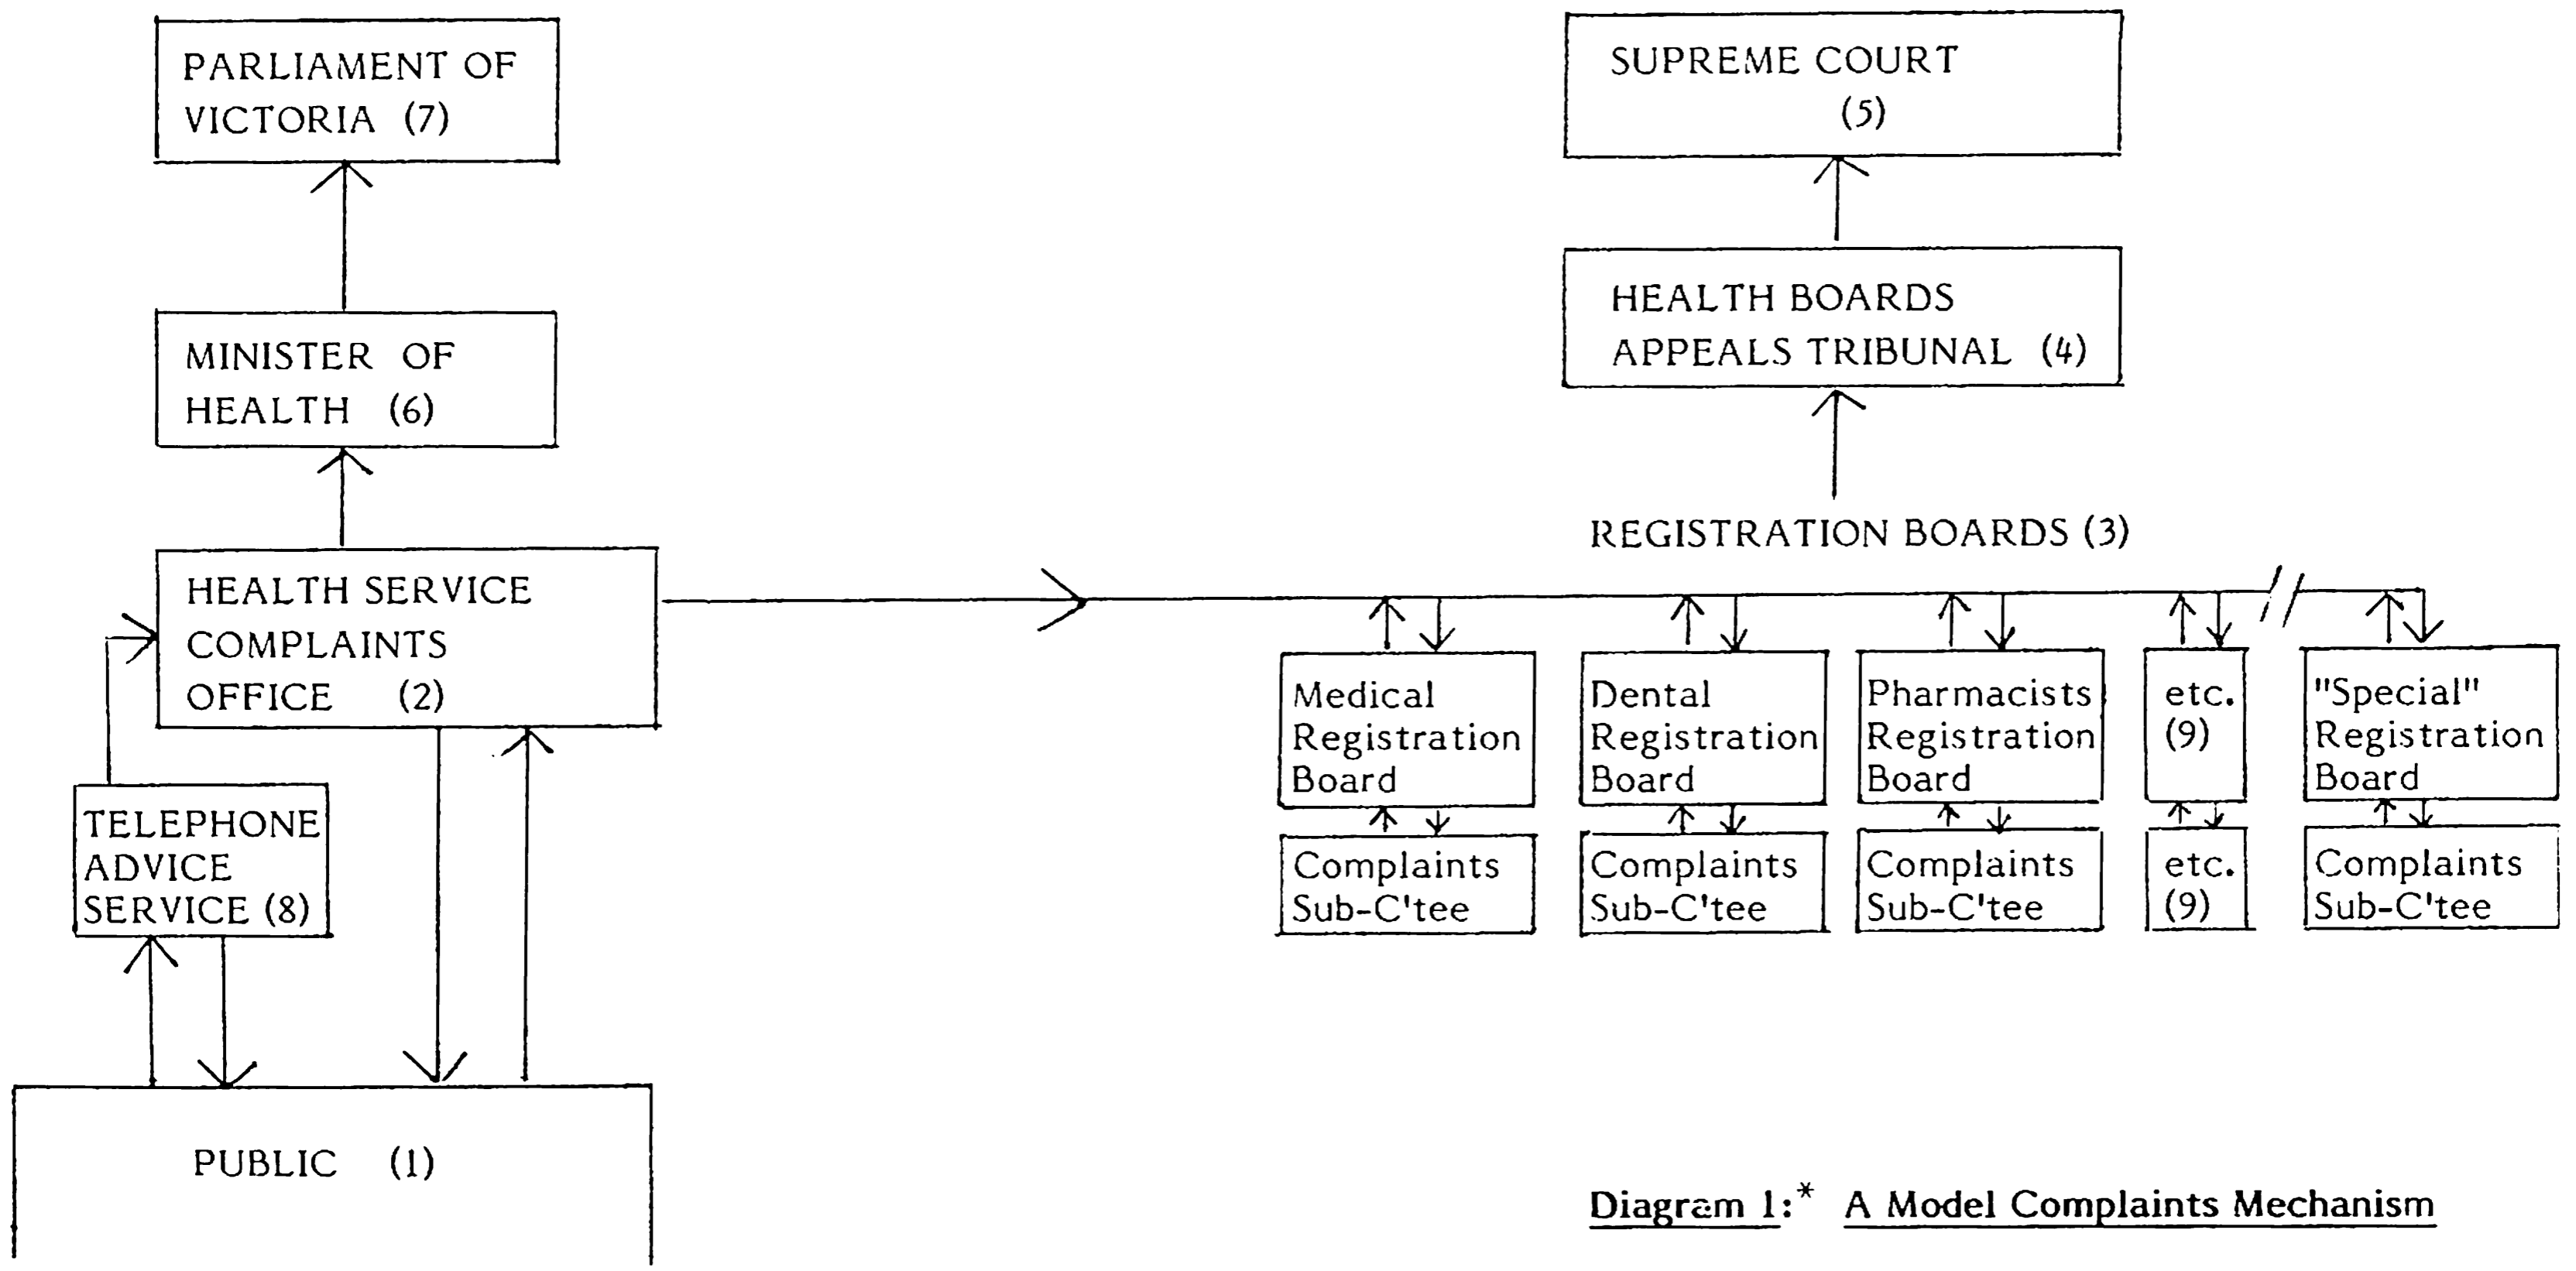 PARLIAMENT OF
VICTORIA (7)
SUPREME COURT
(5)
MINISTER OF
HEALTH (6)
HEALTH BOARDS
APPEALS TRIBUNAL (4)
REGISTRATION BOARDS (3)
HEALTH SERVICE
COMPLAINTS
OFFICE (2)
TELEPHONE
ADVICE
SERVICE (8)
PUBLIC (1)
Medical
Registration
Board
Dental
Registration
Board
Pharmacists
Registration
Board
etc.
(9)
"Special"
Registration
Board
Complaints
Sub-C'tee
Complaints
Sub-C'tee
Complaints
Sub-C'tee
etc.
(9)
Complaints
Sub-C'tee
Diagram 1:* A Model Complaints Mechanism